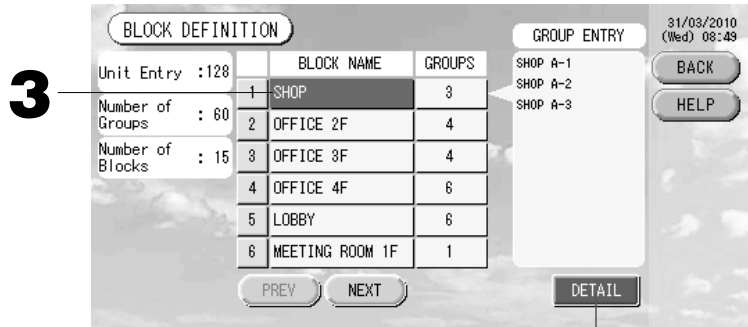 BLOCK DEFINITION
GROUP ENTRY
31/03/2010
(Wed) 08:49
BACK
HELP
3
Unit Entry :128
Number of
Groups : 60
Number of
Blocks : 15
BLOCK NAME GROUPS
1 SHOP 3
2 OFFICE 2F 4
3 OFFICE 3F 4
4 OFFICE 4F 6
5 LOBBY 6
6 MEETING ROOM 1F 1
SHOP A-1
SHOP A-2
SHOP A-3
PREV NEXT
DETAIL